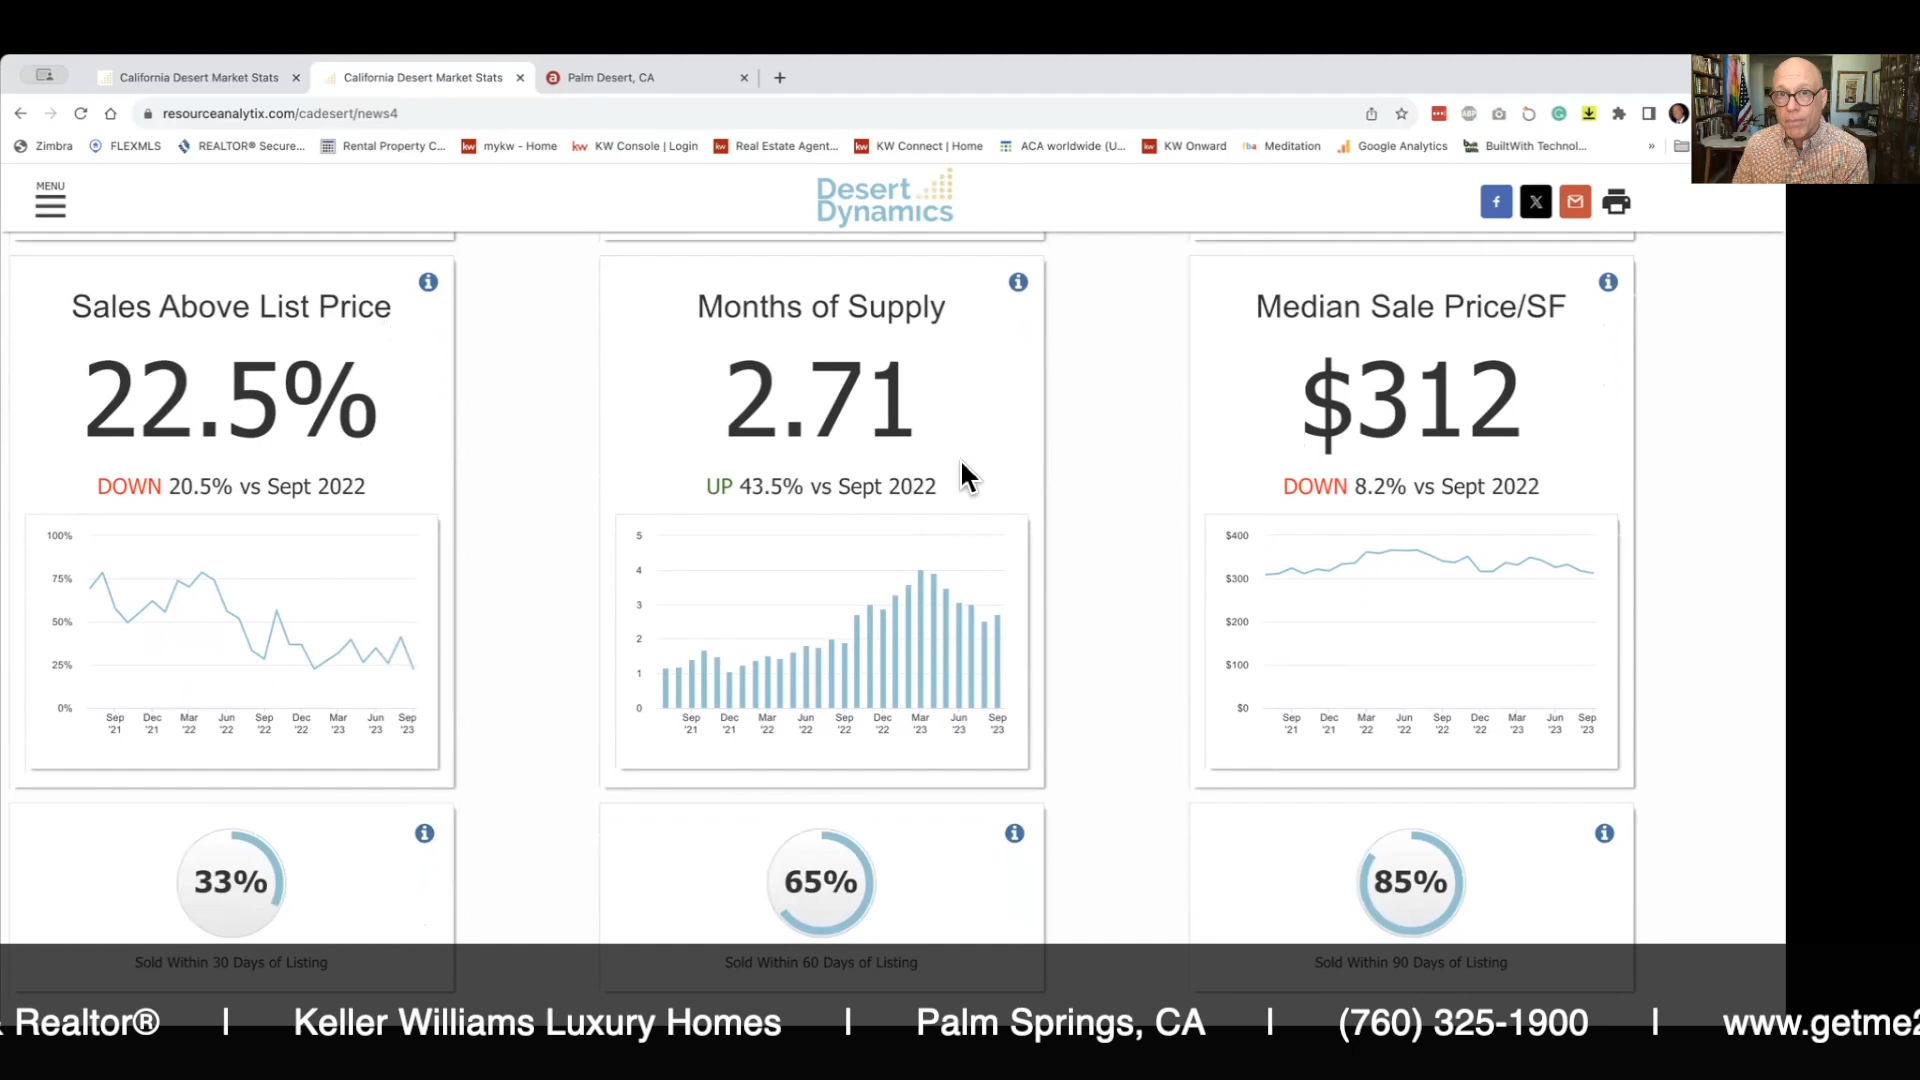 California Desert Market Stats
California Desert Market Stats
Palm Desert, CA
resourceanalytix.com/cadesert/news4
Zimbra
FLEXMLS
REALTOR® Secure...
Rental Property C...
mykw - Home
KW Console | Login
Real Estate Agent...
KW Connect | Home
ACA worldwide (U...
KW Onward
Meditation
Google Analytics
BuiltWith Technol...
»
MENU
Desert
Dynamics
Sales Above List Price
22.5%
DOWN 20.5% vs Sept 2022
100%
75%
50%
25%
0%
Sep '21 Dec '21 Mar '22 Jun '22 Sep '22 Dec '22 Mar '23 Jun '23 Sep '23
Months of Supply
2.71
UP 43.5% vs Sept 2022
5
4
3
2
1
0
Sep '21 Dec '21 Mar '22 Jun '22 Sep '22 Dec '22 Mar '23 Jun '23 Sep '23
Median Sale Price/SF
$312
DOWN 8.2% vs Sept 2022
$400
$300
$200
$100
$0
Sep '21 Dec '21 Mar '22 Jun '22 Sep '22 Dec '22 Mar '23 Jun '23 Sep '23
33%
Sold Within 30 Days of Listing
65%
Sold Within 60 Days of Listing
85%
Sold Within 90 Days of Listing
Realtor® | Keller Williams Luxury Homes | Palm Springs, CA | (760) 325-1900 | www.getme2